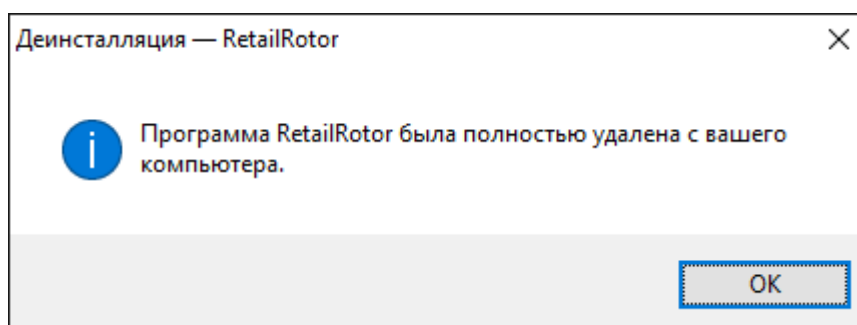 Деинсталляция — RetailRotor
Программа RetailRotor была полностью удалена с вашего
компьютера.
OK